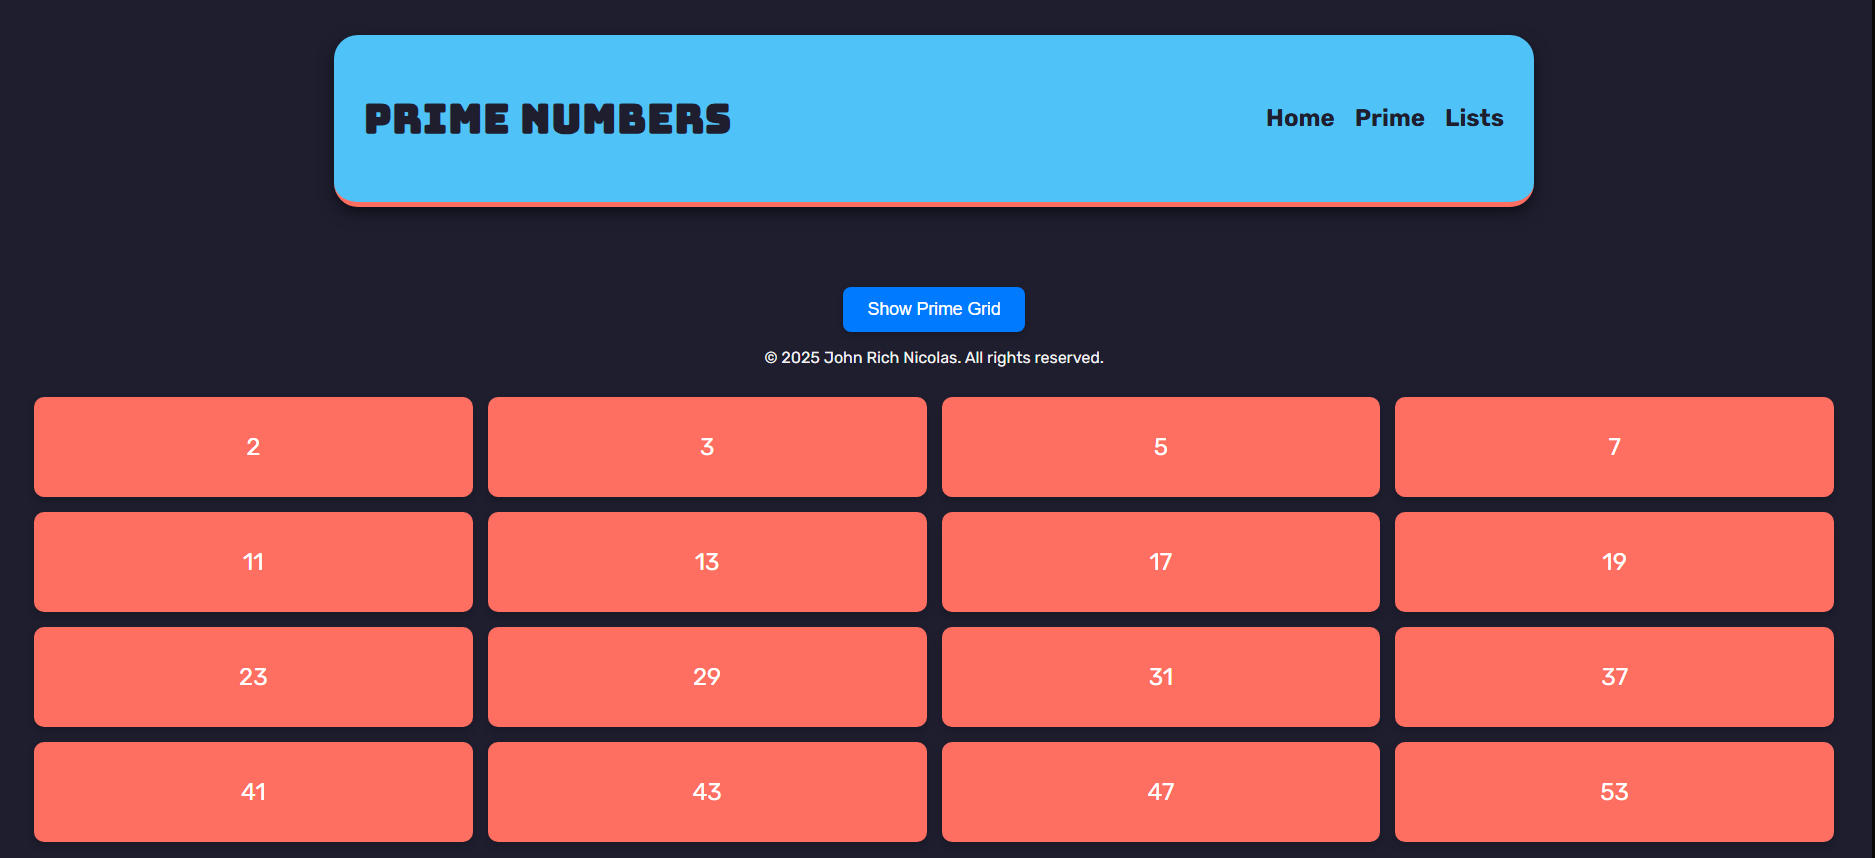 PRIME NUMBERS
Home Prime Lists
Show Prime Grid
© 2025 John Rich Nicolas. All rights reserved.
2 3 5 7
11 13 17 19
23 29 31 37
41 43 47 53